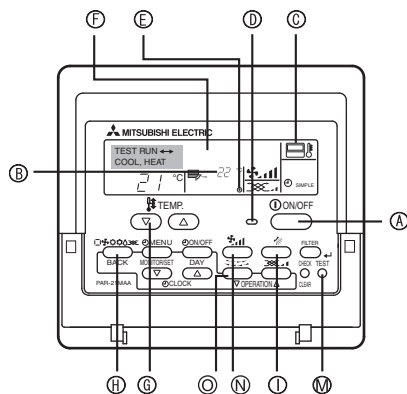 F E D C
MITSUBISHI ELECTRIC
TEST RUN ↔
COOL, HEAT
B
21 °C 22 °C
SIMPLE
TEMP. ON/OFF
A
MENU ON/OFF FILTER
BACK MONITOR/SET DAY CHECK TEST
PAR-21MAA CLOCK OPERATION CLEAR
H G O N I M